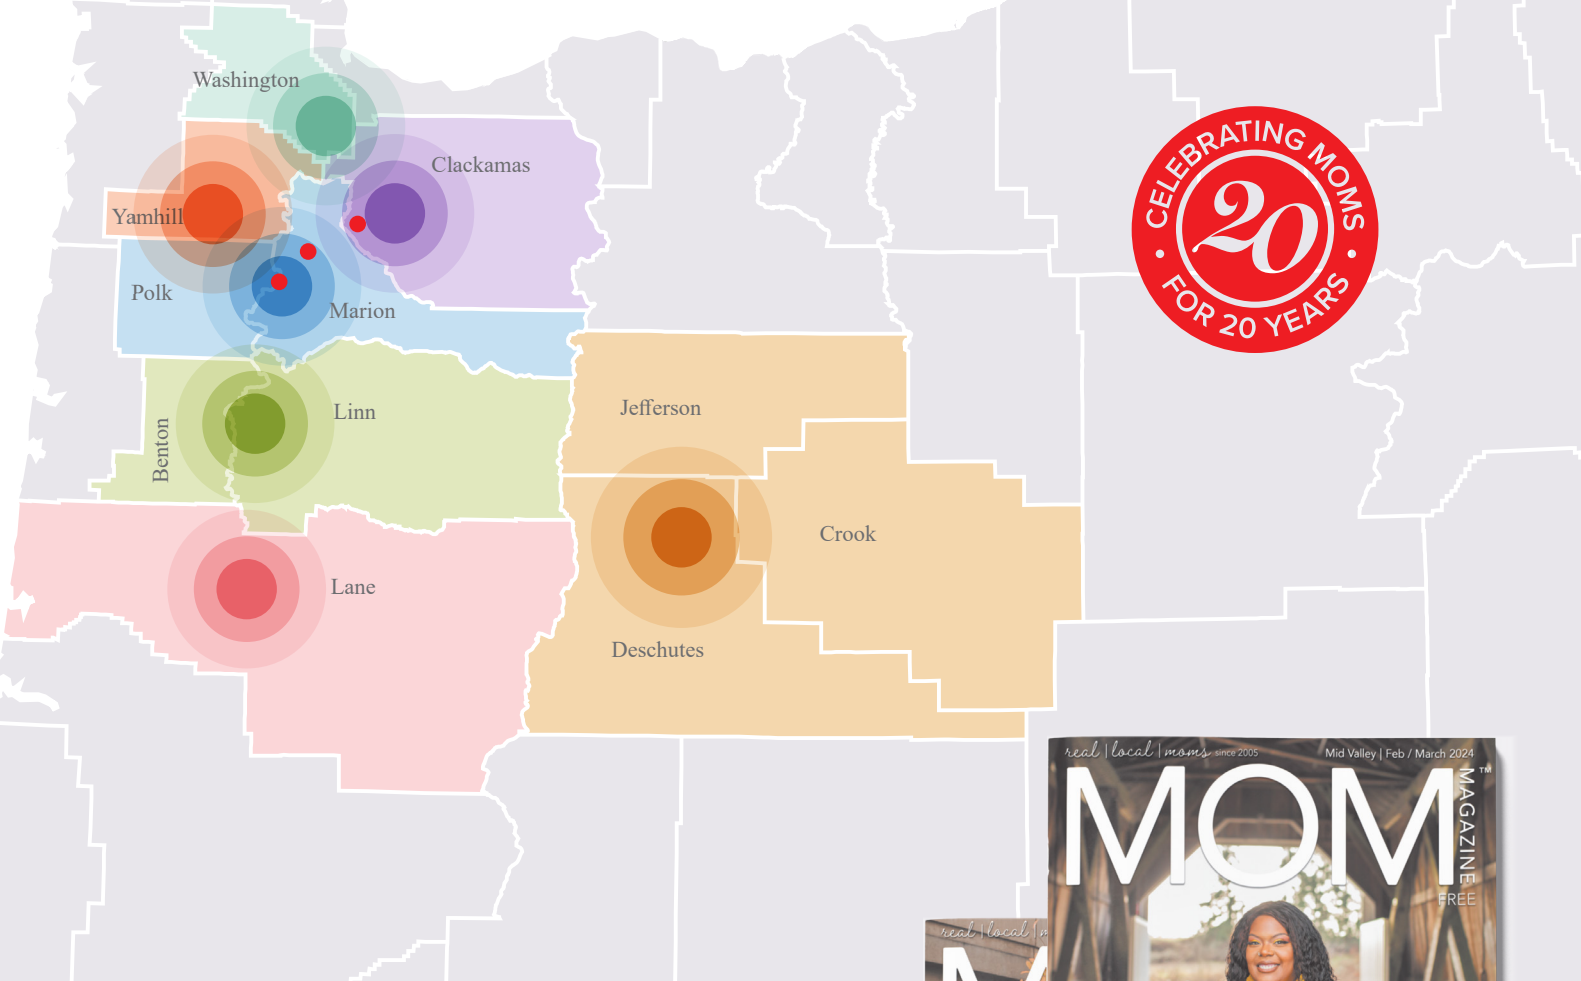 Washington
Clackamas
Yamhill
Polk
Marion
Jefferson
Linn
Benton
Crook
Lane
Deschutes
CELEBRATING MOMS
20
• FOR 20 YEARS •
real | local | moms since 2005
Mid Valley | Feb / March 2024
MOM
MAGAZINE
™
FREE
real | local | m